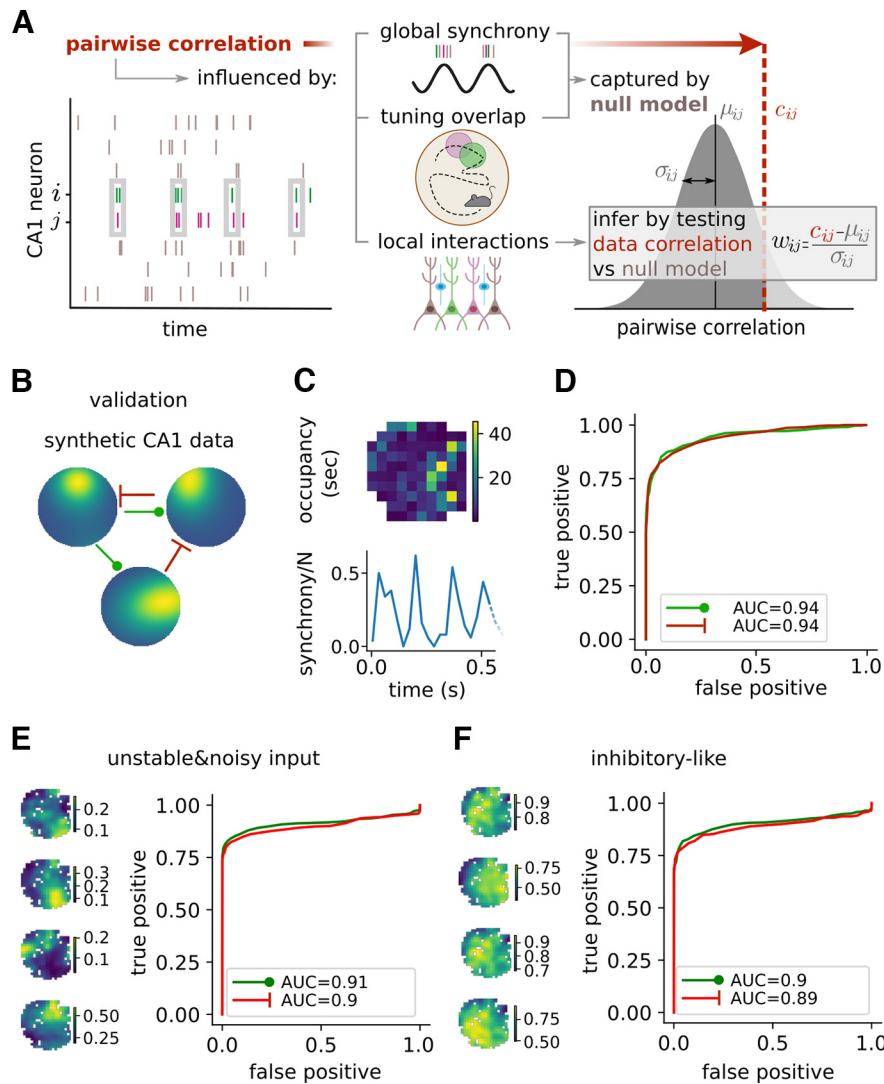 A
pairwise correlation
influenced by:
global synchrony
tuning overlap
local interactions
captured by
null model
μij
cij
σij
infer by testing
data correlation
vs null model
wij=
cij-μij
σij
CA1 neuron
i
j
time
pairwise correlation
B
validation
synthetic CA1 data
C
occupancy
(sec)
40
20
synchrony/N
0.5
0.0
0.0
0.5
time (s)
D
true positive
1.00
0.75
0.50
0.25
0.00
AUC=0.94
AUC=0.94
0.0
0.5
1.0
false positive
E
unstable&noisy input
0.2
0.1
0.3
0.2
0.1
0.2
0.1
0.50
0.25
true positive
1.00
0.75
0.50
0.25
0.00
AUC=0.91
AUC=0.9
0.0
0.5
1.0
false positive
F
inhibitory-like
0.9
0.8
0.75
0.50
0.9
0.8
0.7
0.75
0.50
true positive
1.00
0.75
0.50
0.25
0.00
AUC=0.9
AUC=0.89
0.0
0.5
1.0
false positive